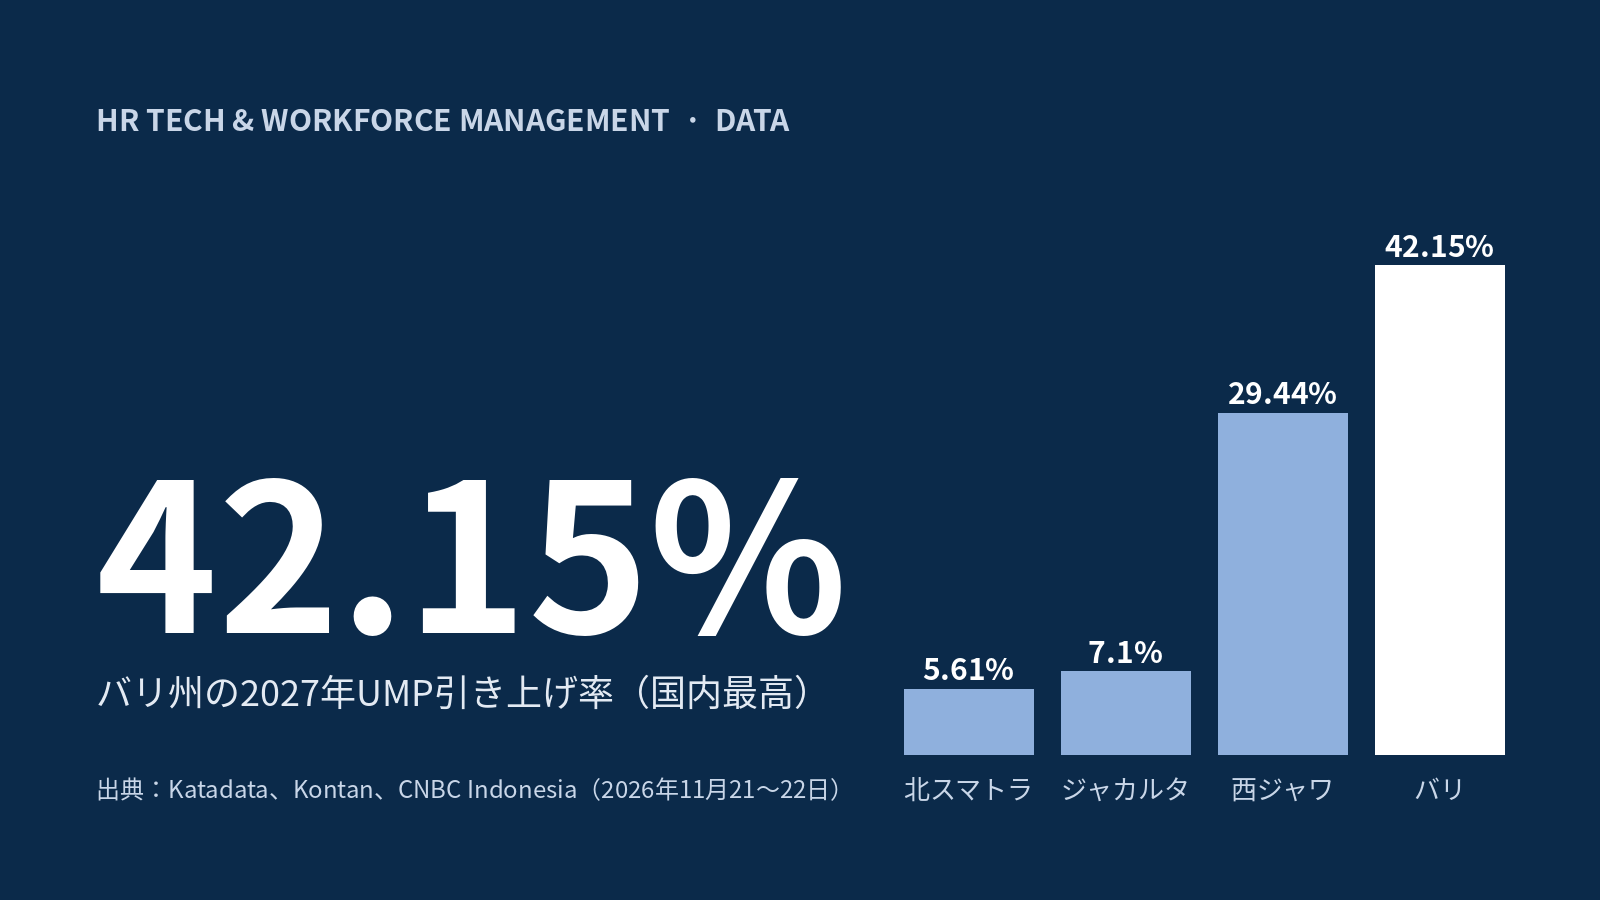 HR TECH & WORKFORCE MANAGEMENT · DATA
42.15%
バリ州の2027年UMP引き上げ率（国内最高）
出典：Katadata、Kontan、CNBC Indonesia（2026年11月21〜22日）
5.61%
7.1%
29.44%
42.15%
北スマトラ
ジャカルタ
西ジャワ
バリ